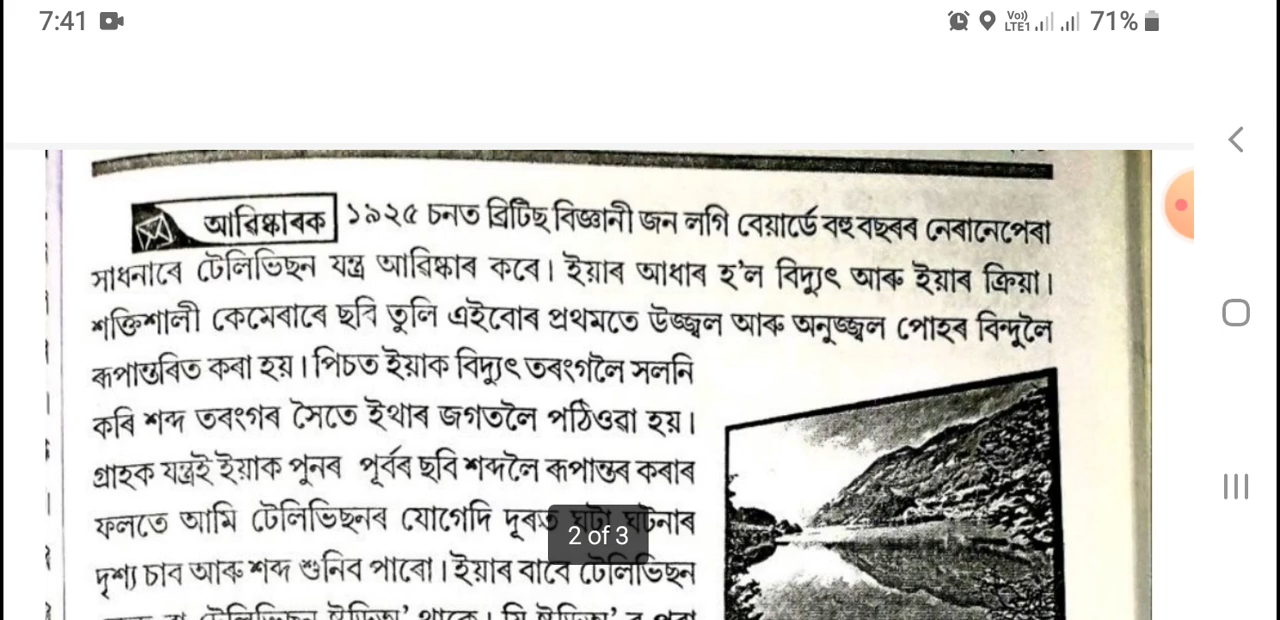 7:41
Vo))
LTE1
71%
আৱিষ্কাৰক ১৯২৫ চনত ব্ৰিটিছ বিজ্ঞানী জন লগি বেয়াৰ্ডে বহু বছৰৰ নেৰানেপেৰা
সাধনাৰে টেলিভিছন যন্ত্ৰ আৱিষ্কাৰ কৰে। ইয়াৰ আধাৰ হ'ল বিদ্যুৎ আৰু ইয়াৰ ক্ৰিয়া।
শক্তিশালী কেমেৰাৰে ছবি তুলি এইবোৰ প্ৰথমতে উজ্জ্বল আৰু অনুজ্জ্বল পোহৰ বিন্দুলৈ
ৰূপান্তৰিত কৰা হয়। পিচত ইয়াক বিদ্যুৎ তৰংগলৈ সলনি
কৰি শব্দ তৰংগৰ সৈতে ইথাৰ জগতলৈ পঠিওৱা হয়।
গ্ৰাহক যন্ত্ৰই ইয়াক পুনৰ পূৰ্বৰ ছবি শব্দলৈ ৰূপান্তৰ কৰাৰ
ফলতে আমি টেলিভিছনৰ যোগেদি দূৰত ঘটা ঘটনাৰ
2 of 3
দৃশ্য চাব আৰু শব্দ শুনিব পাৰো। ইয়াৰ বাবে টেলিভিছন